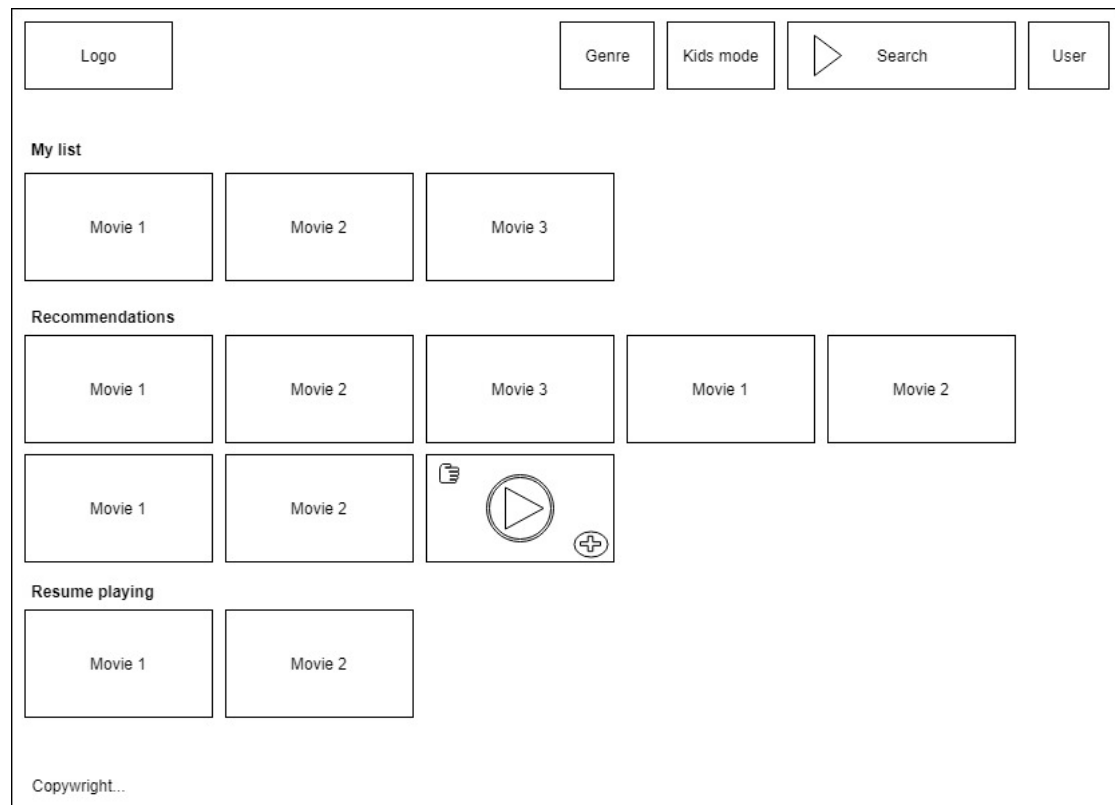 Logo
Genre
Kids mode
Search
User
My list
Movie 1
Movie 2
Movie 3
Recommendations
Movie 1
Movie 2
Movie 3
Movie 1
Movie 2
Movie 1
Movie 2
Resume playing
Movie 1
Movie 2
Copywright...